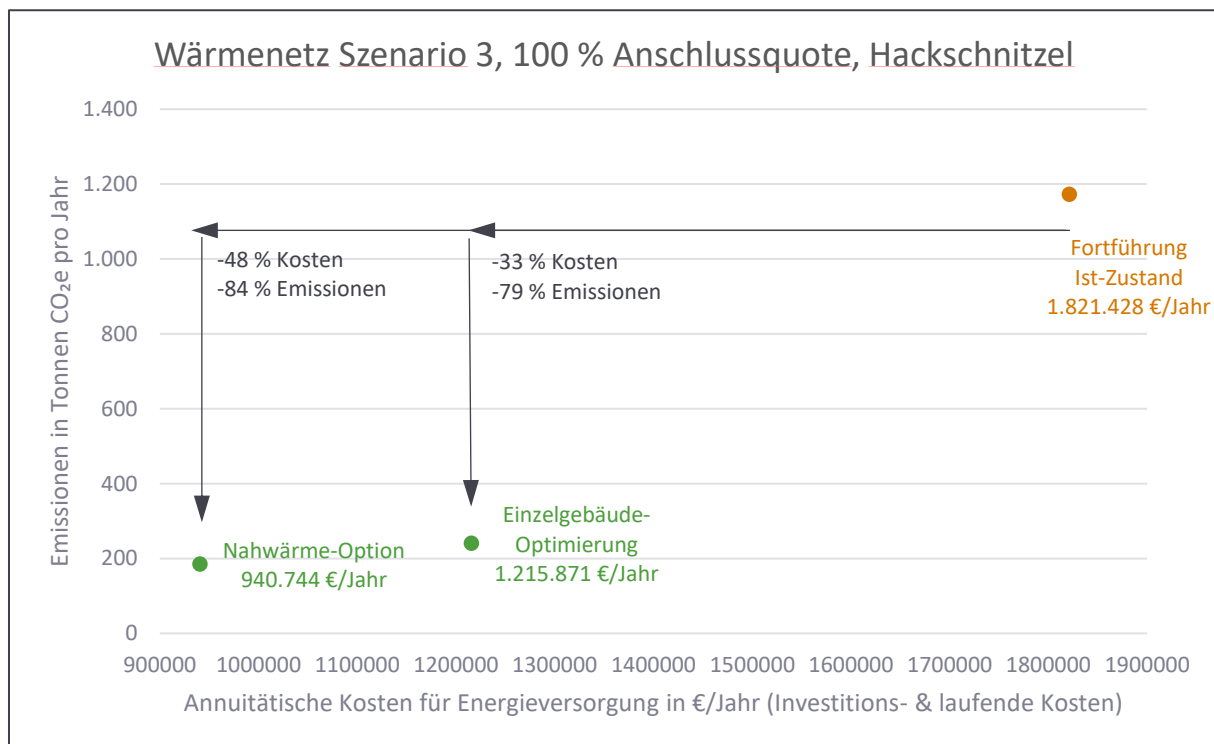 Wärmenetz Szenario 3, 100 % Anschlussquote, Hackschnitzel
Emissionen in Tonnen CO₂e pro Jahr
1.400
1.200
1.000
800
600
400
200
0
-48 % Kosten
-84 % Emissionen
-33 % Kosten
-79 % Emissionen
Fortführung
Ist-Zustand
1.821.428 €/Jahr
Nahwärme-Option
940.744 €/Jahr
Einzelgebäude-
Optimierung
1.215.871 €/Jahr
900000 1000000 1100000 1200000 1300000 1400000 1500000 1600000 1700000 1800000 1900000
Annuitätische Kosten für Energieversorgung in €/Jahr (Investitions- & laufende Kosten)